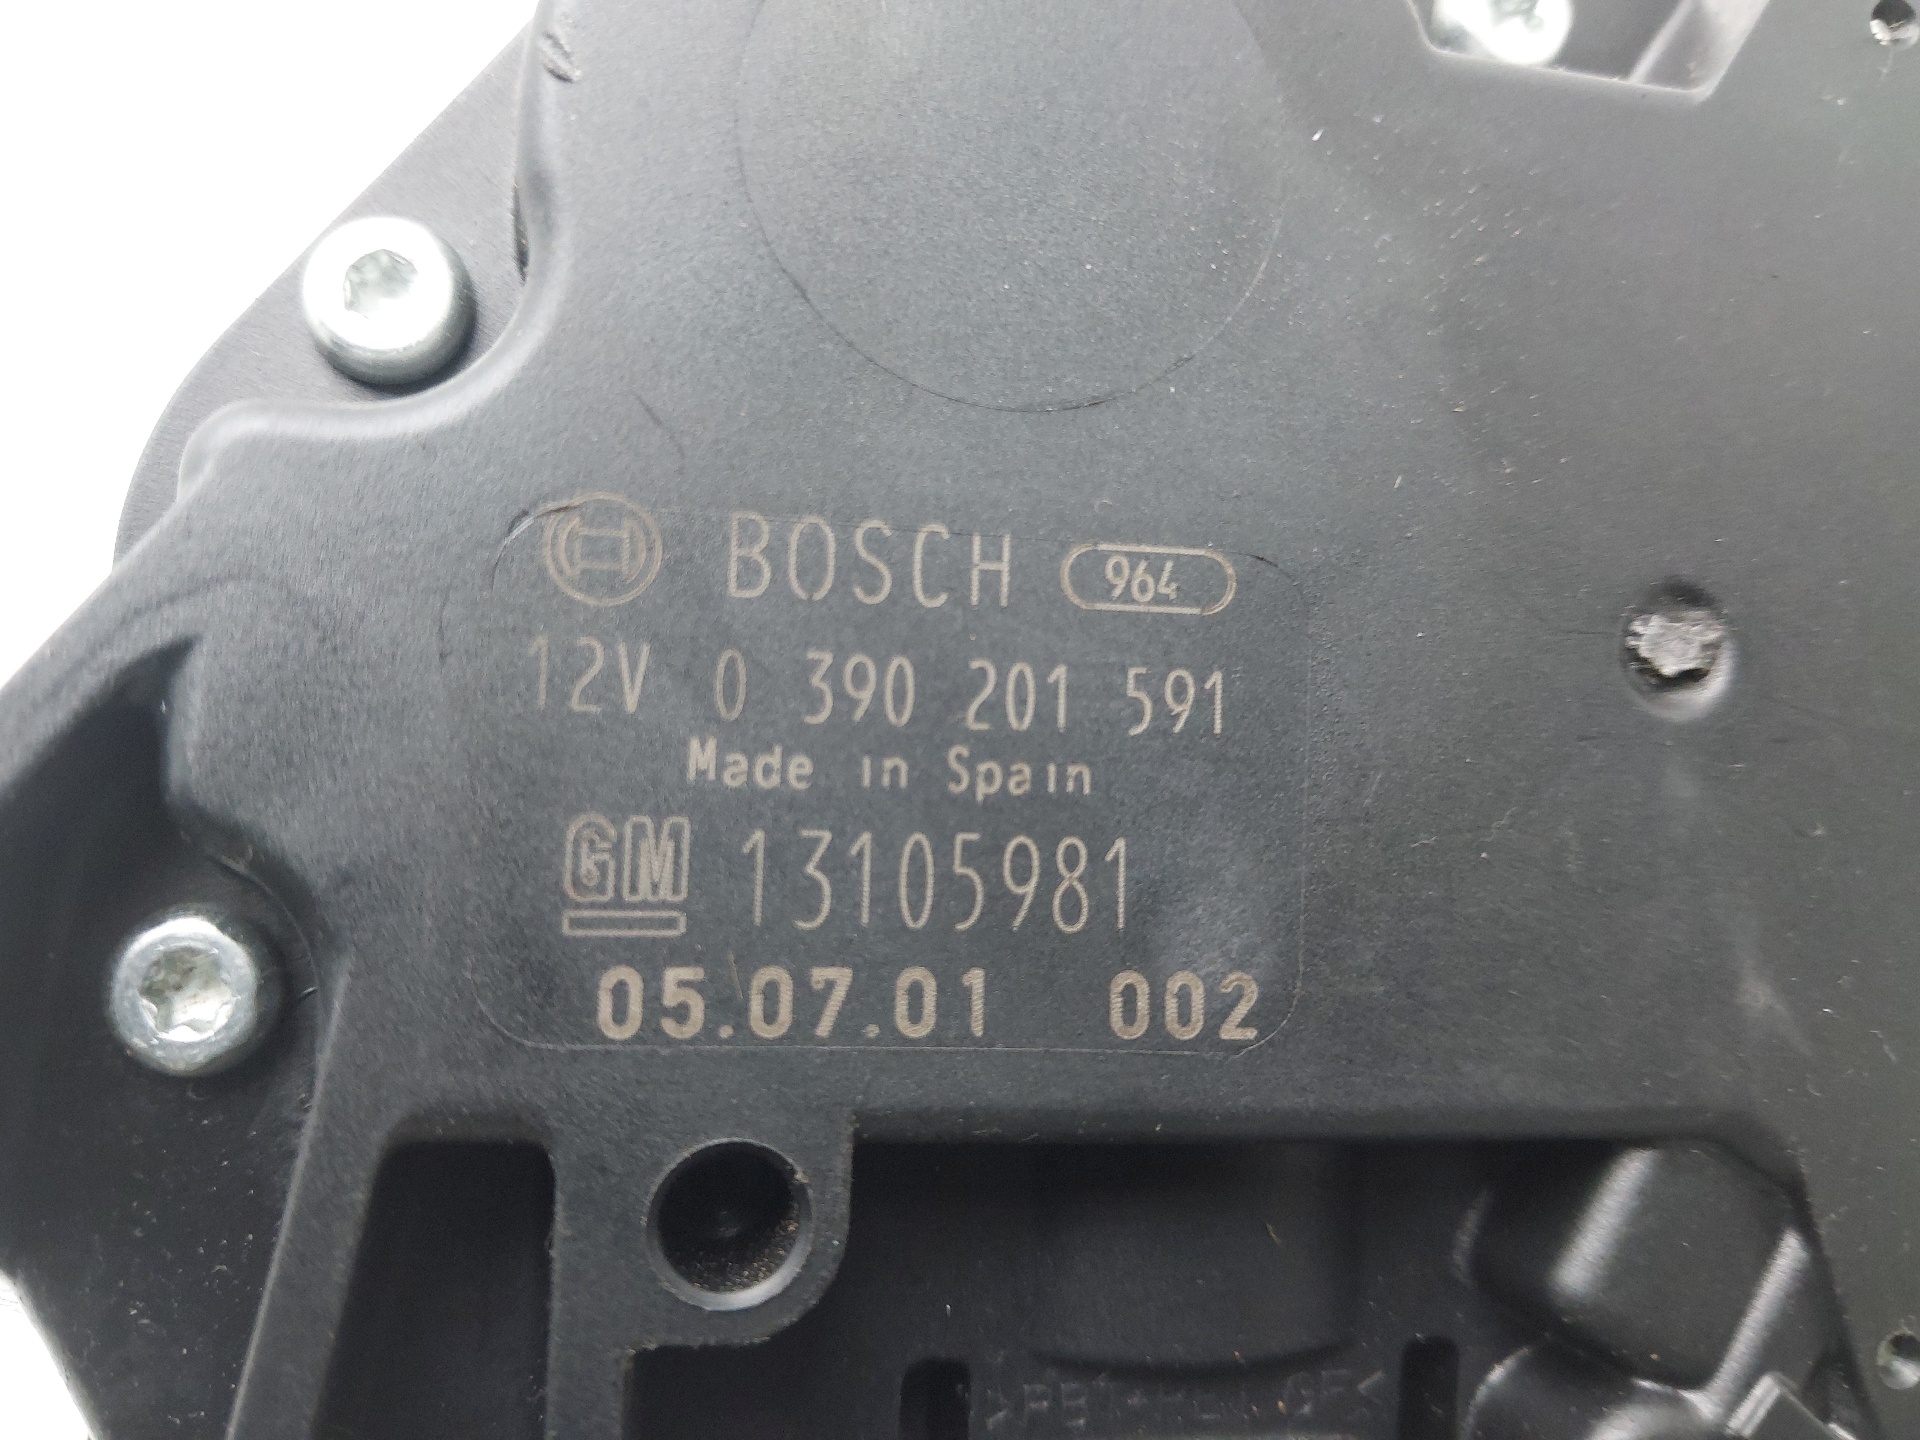 BOSCH 964
12V 0 390 201 591
Made in Spain
GM 13105981
05.07.01 002